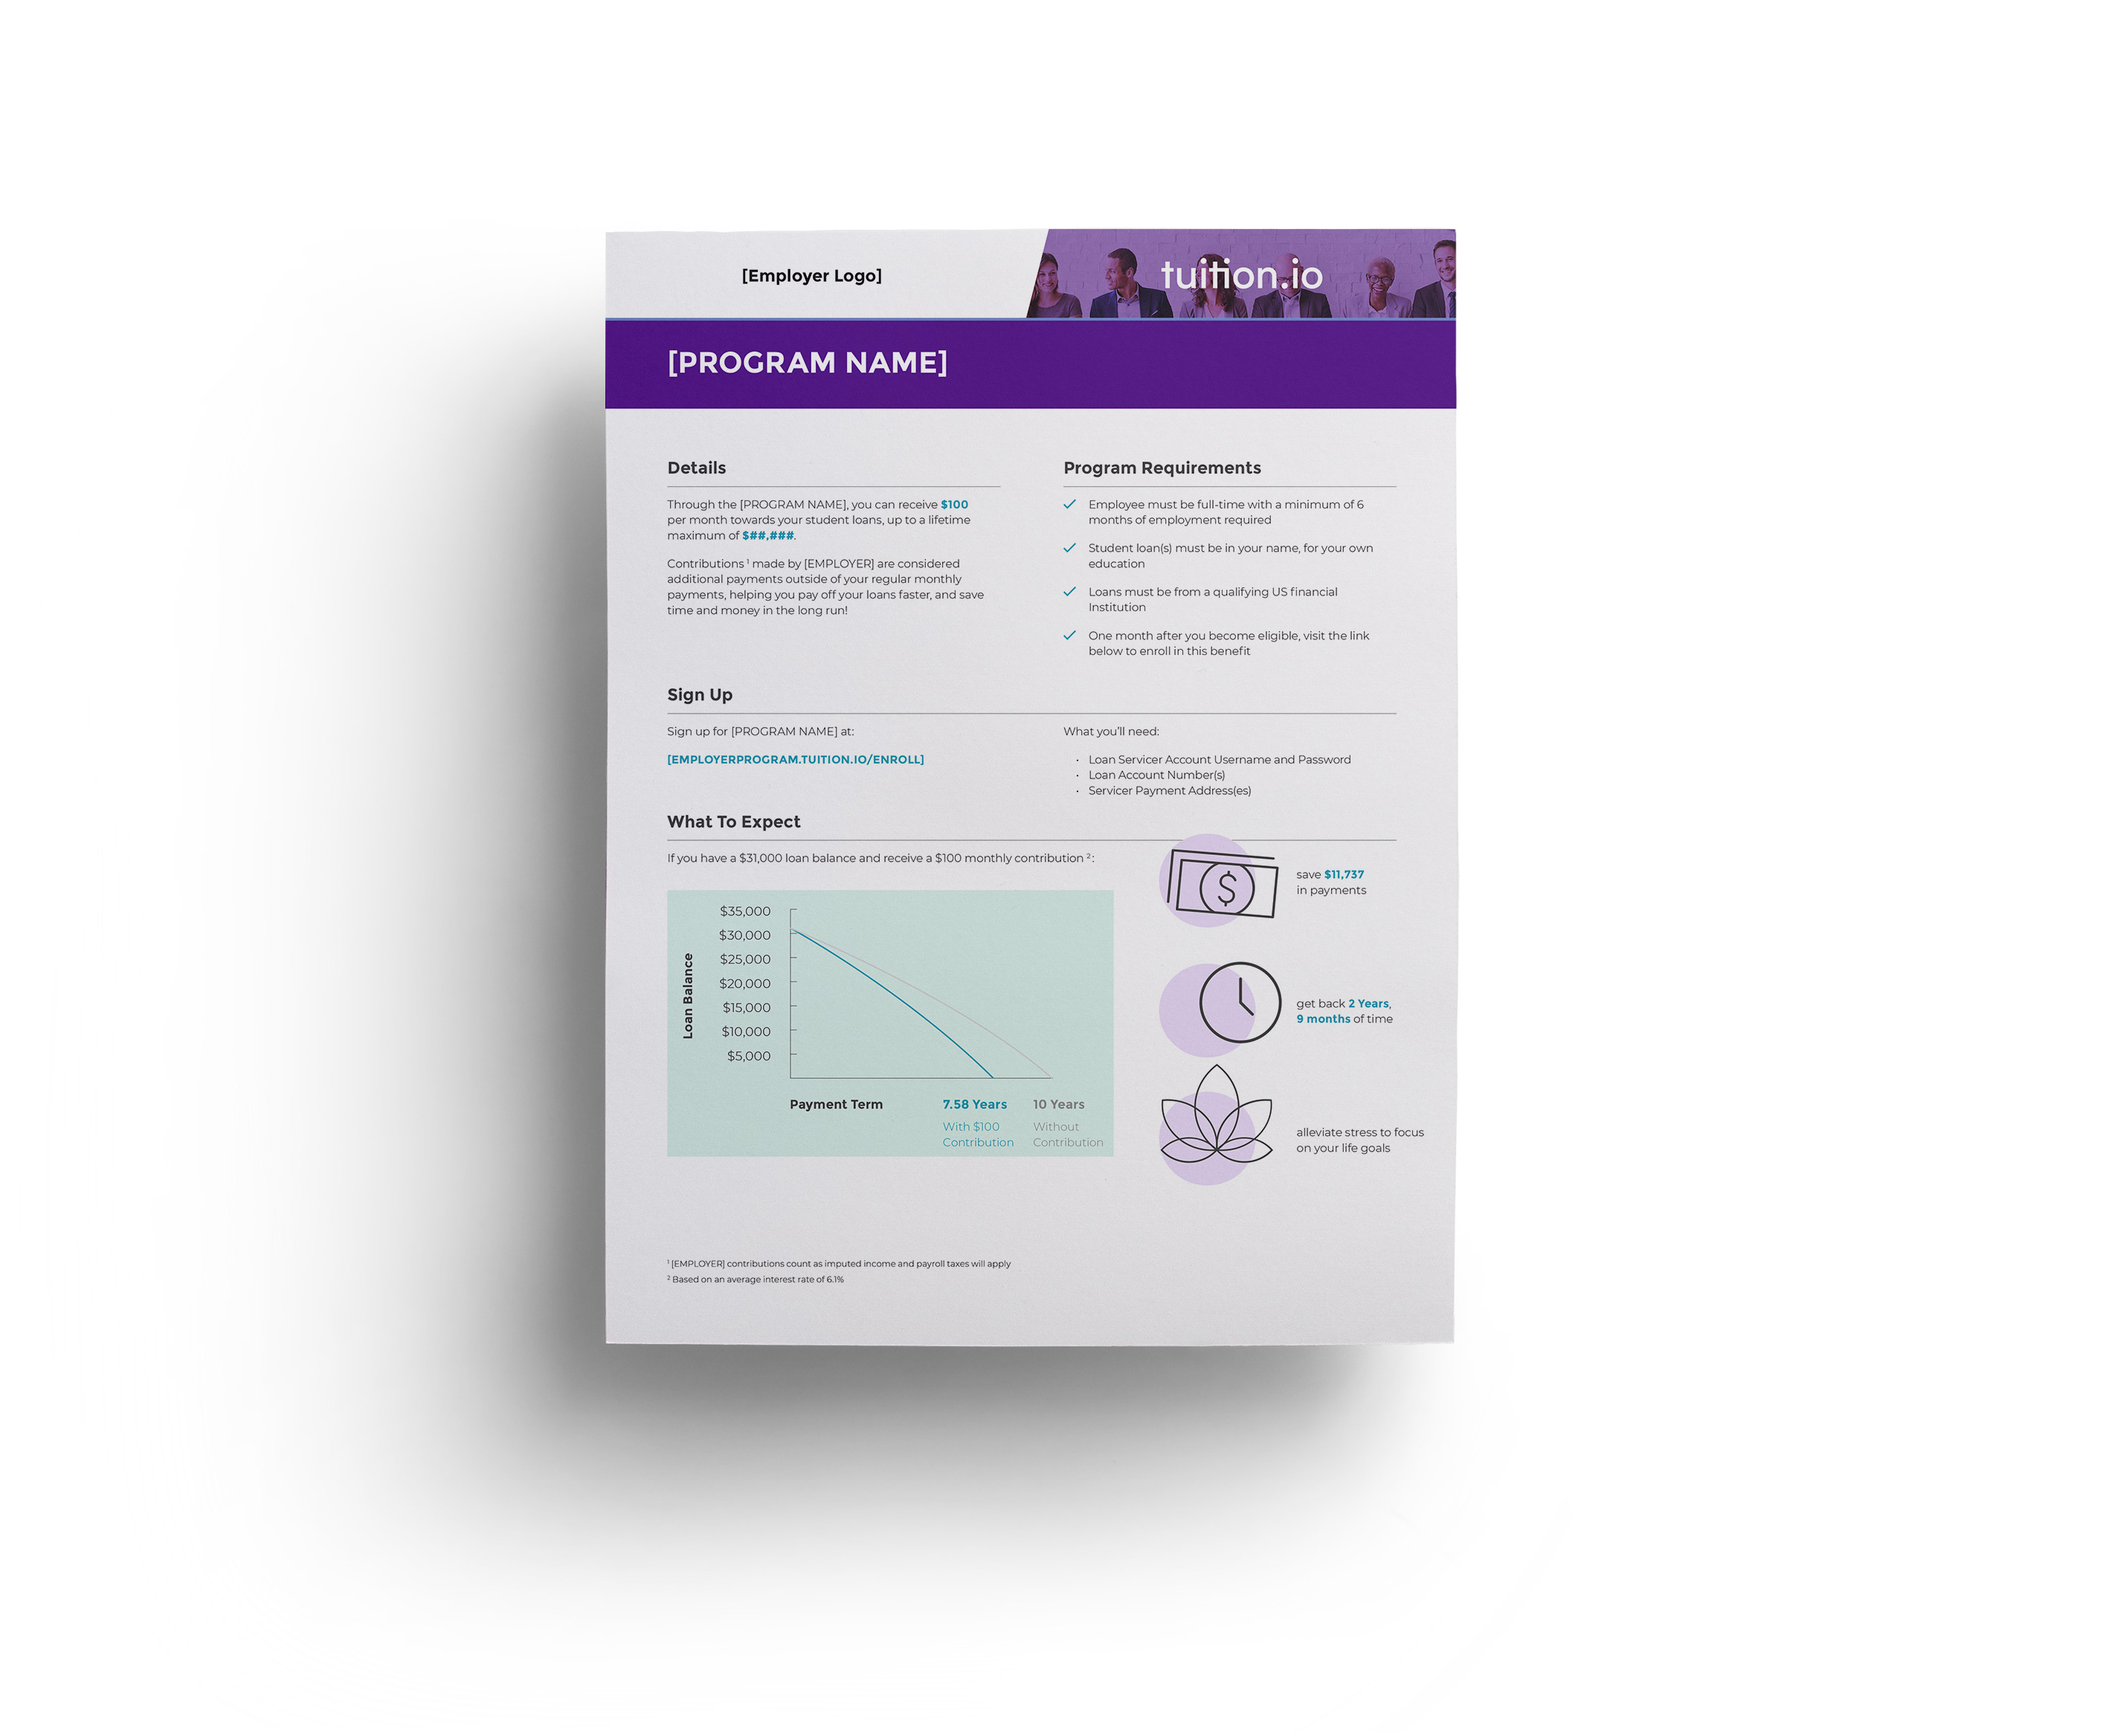 [Employer Logo]
tuition.io
[PROGRAM NAME]
Details
Through the [PROGRAM NAME], you can receive $100
per month towards your student loans, up to a lifetime
maximum of $##,###.
Contributions ¹ made by [EMPLOYER] are considered
additional payments outside of your regular monthly
payments, helping you pay off your loans faster, and save
time and money in the long run!
Program Requirements
Employee must be full-time with a minimum of 6
months of employment required
Student loan(s) must be in your name, for your own
education
Loans must be from a qualifying US financial
Institution
One month after you become eligible, visit the link
below to enroll in this benefit
Sign Up
Sign up for [PROGRAM NAME] at:
[EMPLOYERPROGRAM.TUITION.IO/ENROLL]
What you'll need:
· Loan Servicer Account Username and Password
· Loan Account Number(s)
· Servicer Payment Address(es)
What To Expect
If you have a $31,000 loan balance and receive a $100 monthly contribution ²:
Loan Balance
$35,000
$30,000
$25,000
$20,000
$15,000
$10,000
$5,000
Payment Term
7.58 Years
With $100
Contribution
10 Years
Without
Contribution
$
save $11,737
in payments
get back 2 Years,
9 months of time
alleviate stress to focus
on your life goals
¹ [EMPLOYER] contributions count as imputed income and payroll taxes will apply
² Based on an average interest rate of 6.1%